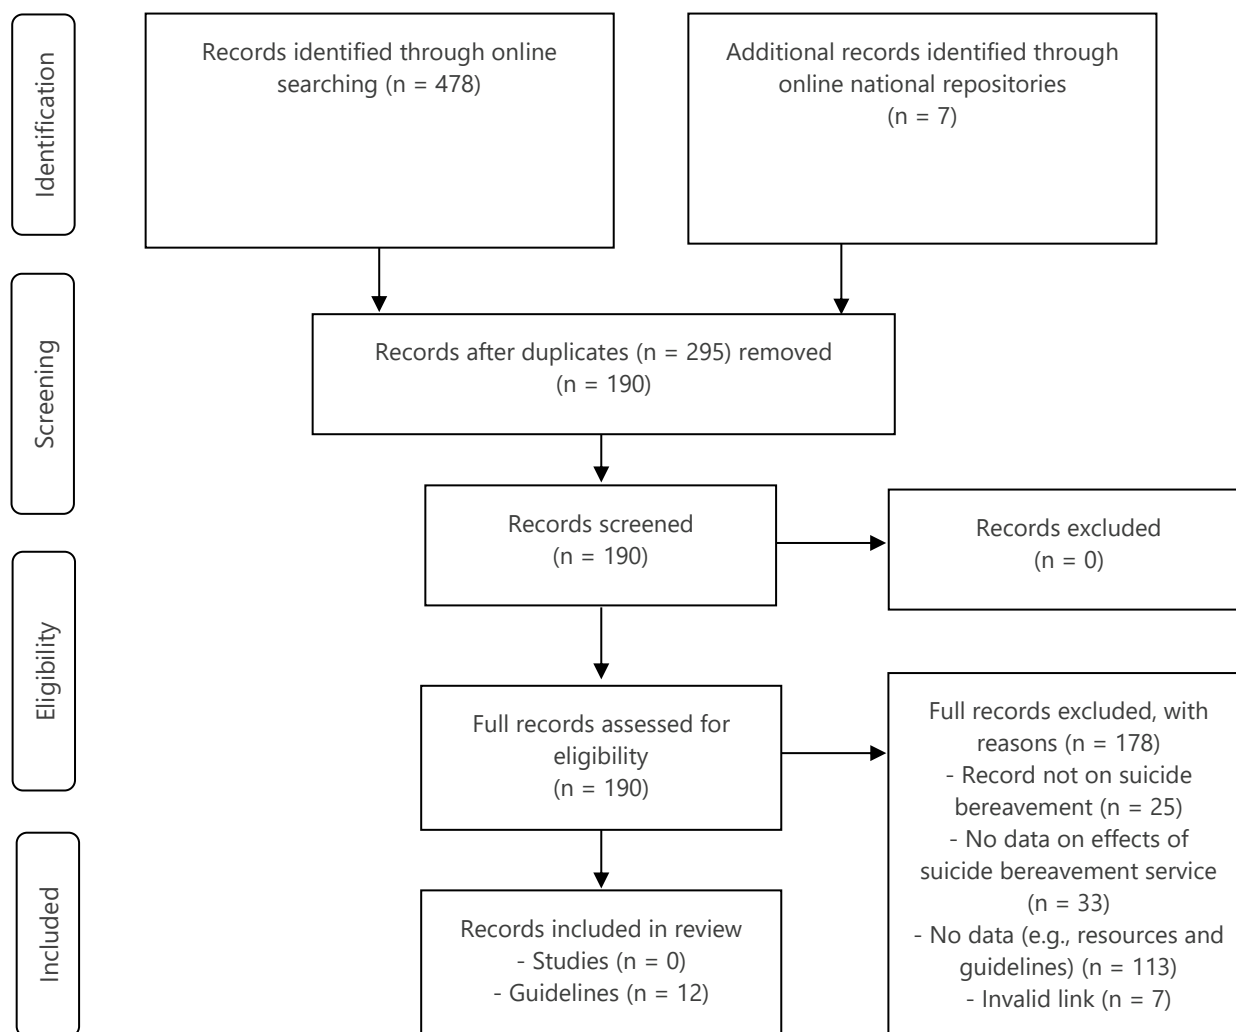 Identification
Records identified through online
searching (n = 478)
Additional records identified through
online national repositories
(n = 7)
Screening
Records after duplicates (n = 295) removed
(n = 190)
Records screened
(n = 190)
Records excluded
(n = 0)
Eligibility
Full records assessed for
eligibility
(n = 190)
Full records excluded, with
reasons (n = 178)
- Record not on suicide
bereavement (n = 25)
- No data on effects of
suicide bereavement service
(n = 33)
- No data (e.g., resources and
guidelines) (n = 113)
- Invalid link (n = 7)
Included
Records included in review
- Studies (n = 0)
- Guidelines (n = 12)